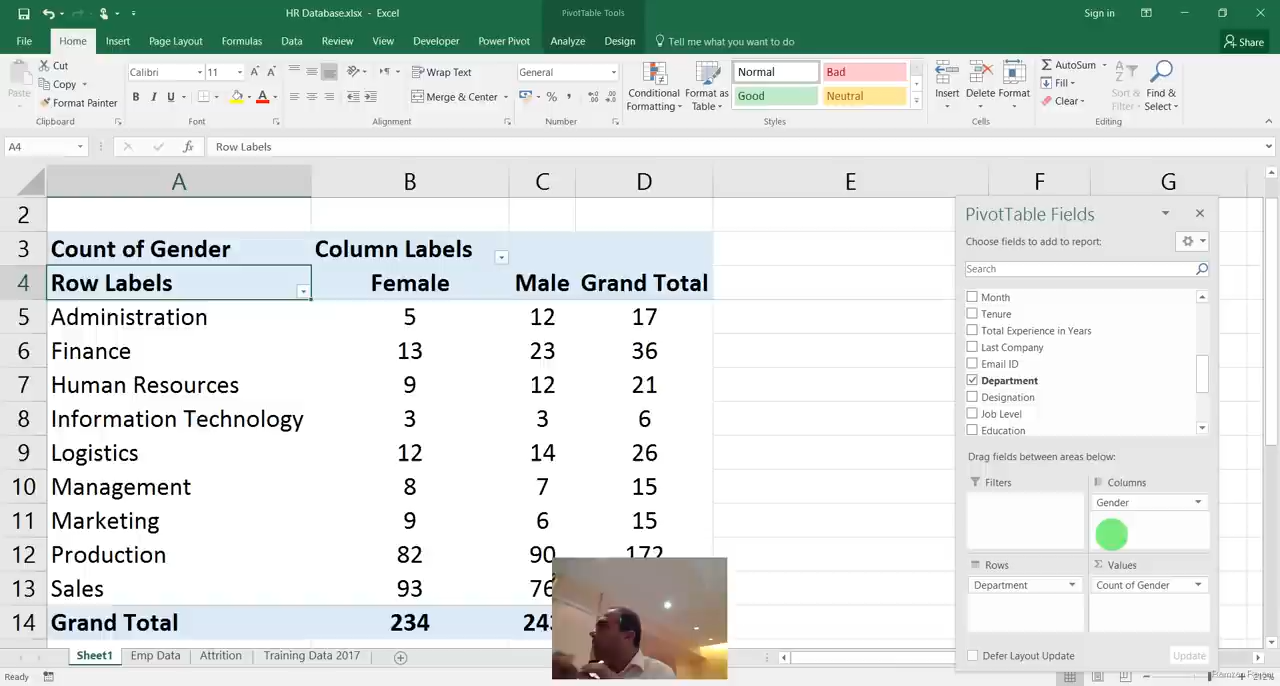 HR Database.xlsx - Excel
PivotTable Tools
Sign in
File Home Insert Page Layout Formulas Data Review View Developer Power Pivot Analyze Design Tell me what you want to do Share
Paste
Cut
Copy
Format Painter
Clipboard
Calibri 11
B I U
Font
Wrap Text
Merge & Center
Alignment
General
% ,
Number
Conditional Formatting
Format as Table
Normal Bad
Good Neutral
Styles
Insert Delete Format
Cells
AutoSum
Fill
Clear
Sort & Filter
Find & Select
Editing
A4 fx Row Labels
A B C D E F G
2
3 Count of Gender Column Labels
4 Row Labels Female Male Grand Total
5 Administration 5 12 17
6 Finance 13 23 36
7 Human Resources 9 12 21
8 Information Technology 3 3 6
9 Logistics 12 14 26
10 Management 8 7 15
11 Marketing 9 6 15
12 Production 82 90 172
13 Sales 93 76
14 Grand Total 234
PivotTable Fields
Choose fields to add to report:
Search
Month
Tenure
Total Experience in Years
Last Company
Email ID
Department
Designation
Job Level
Education
Drag fields between areas below:
Filters
Columns
Gender
Rows
Department
Values
Count of Gender
Defer Layout Update Update
Sheet1 Emp Data Attrition Training Data 2017
Ready